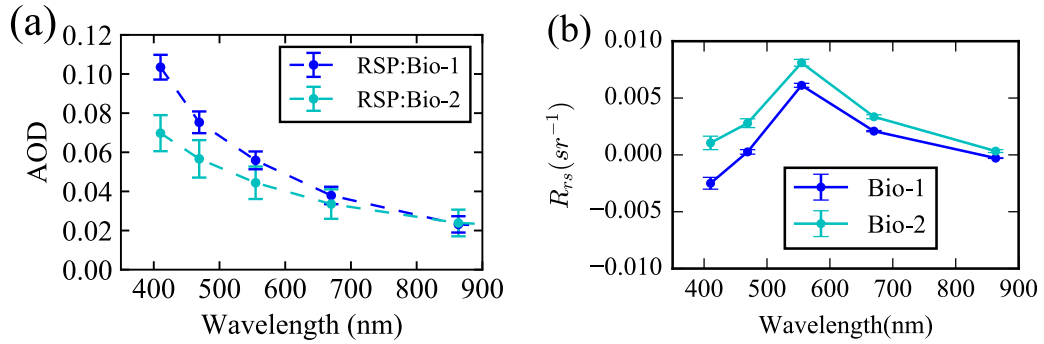 (a)
0.12
0.10
0.08
0.06
0.04
0.02
0.00
AOD
RSP:Bio-1
RSP:Bio-2
400 500 600 700 800 900
Wavelength (nm)
(b)
0.010
0.005
0.000
−0.005
−0.010
R_{rs}(sr^{-1})
Bio-1
Bio-2
400 500 600 700 800 900
Wavelength(nm)